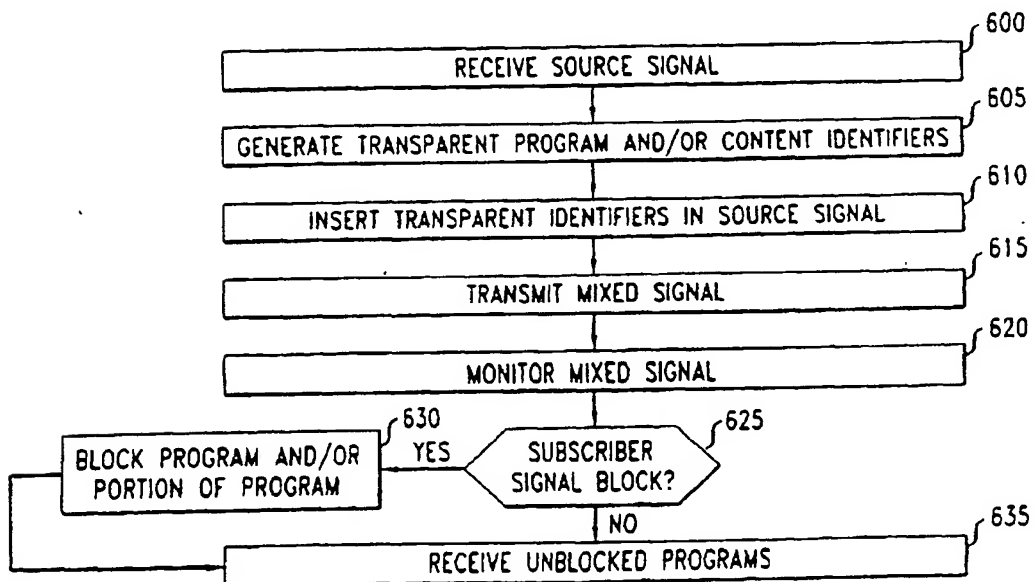 600
RECEIVE SOURCE SIGNAL
605
GENERATE TRANSPARENT PROGRAM AND/OR CONTENT IDENTIFIERS
610
INSERT TRANSPARENT IDENTIFIERS IN SOURCE SIGNAL
615
TRANSMIT MIXED SIGNAL
620
MONITOR MIXED SIGNAL
630
BLOCK PROGRAM AND/OR
PORTION OF PROGRAM
YES
625
SUBSCRIBER
SIGNAL BLOCK?
NO
635
RECEIVE UNBLOCKED PROGRAMS